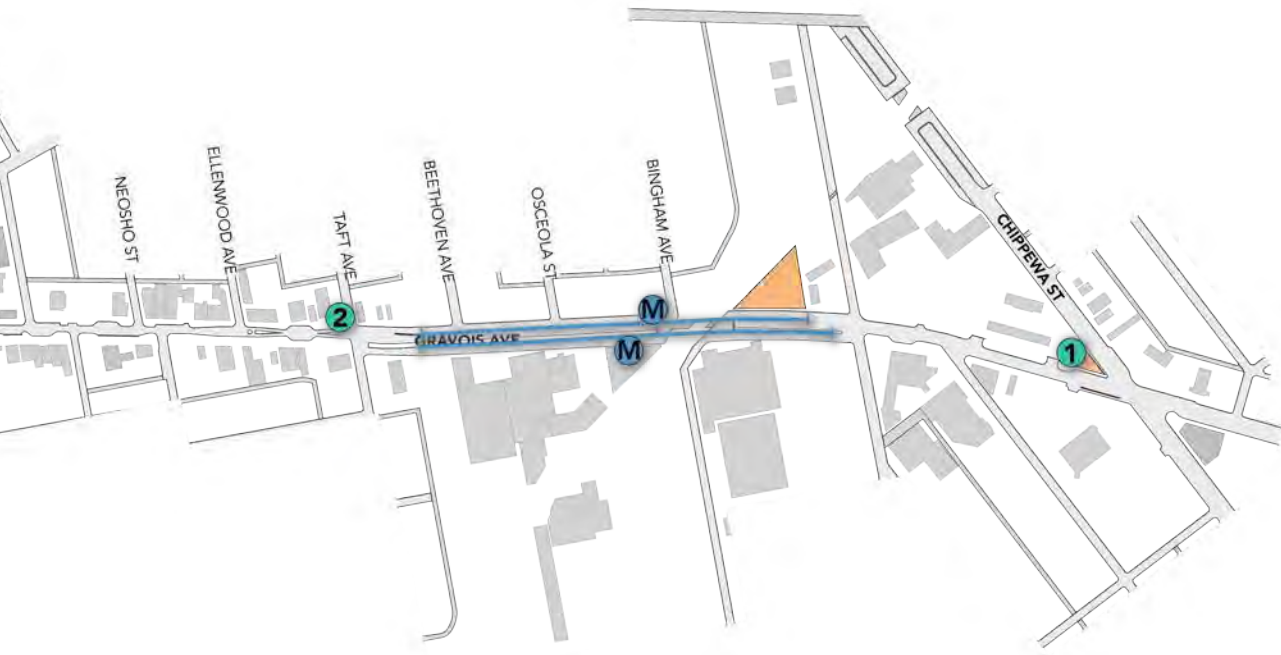 NEOSHO ST
ELLENWOOD AVE
TAFT AVE
BEETHOVEN AVE
OSCEOLA ST
BINGHAM AVE
CHIPPEWA ST
M
2
GRAVOIS AVE
M
1